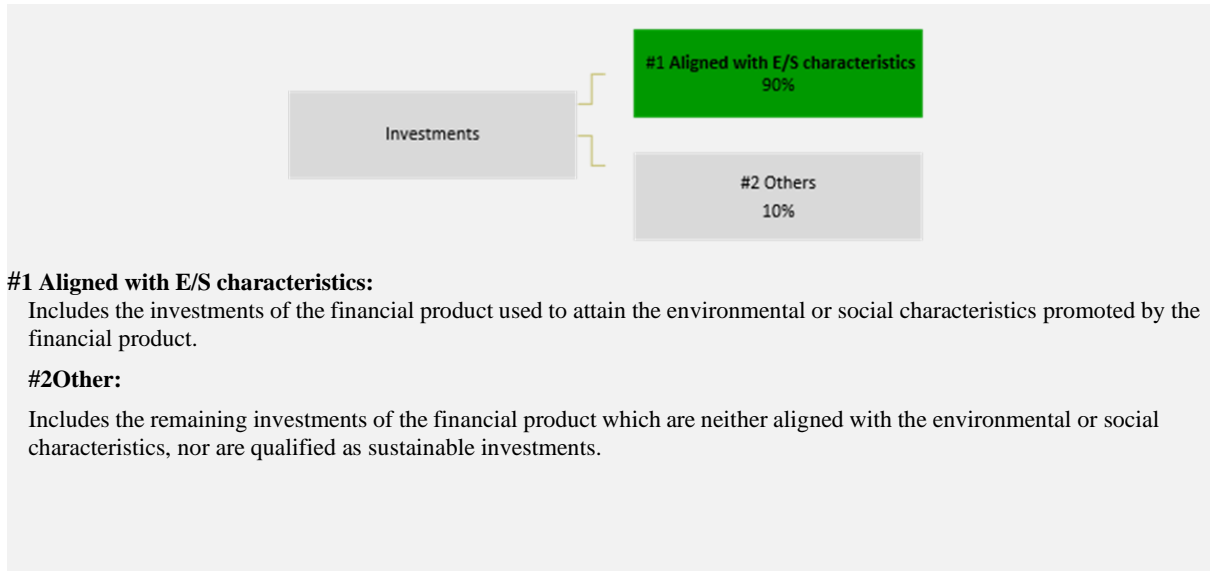 #1 Aligned with E/S characteristics
90%
Investments
#2 Others
10%
#1 Aligned with E/S characteristics:
Includes the investments of the financial product used to attain the environmental or social characteristics promoted by the
financial product.
#2Other:
Includes the remaining investments of the financial product which are neither aligned with the environmental or social
characteristics, nor are qualified as sustainable investments.